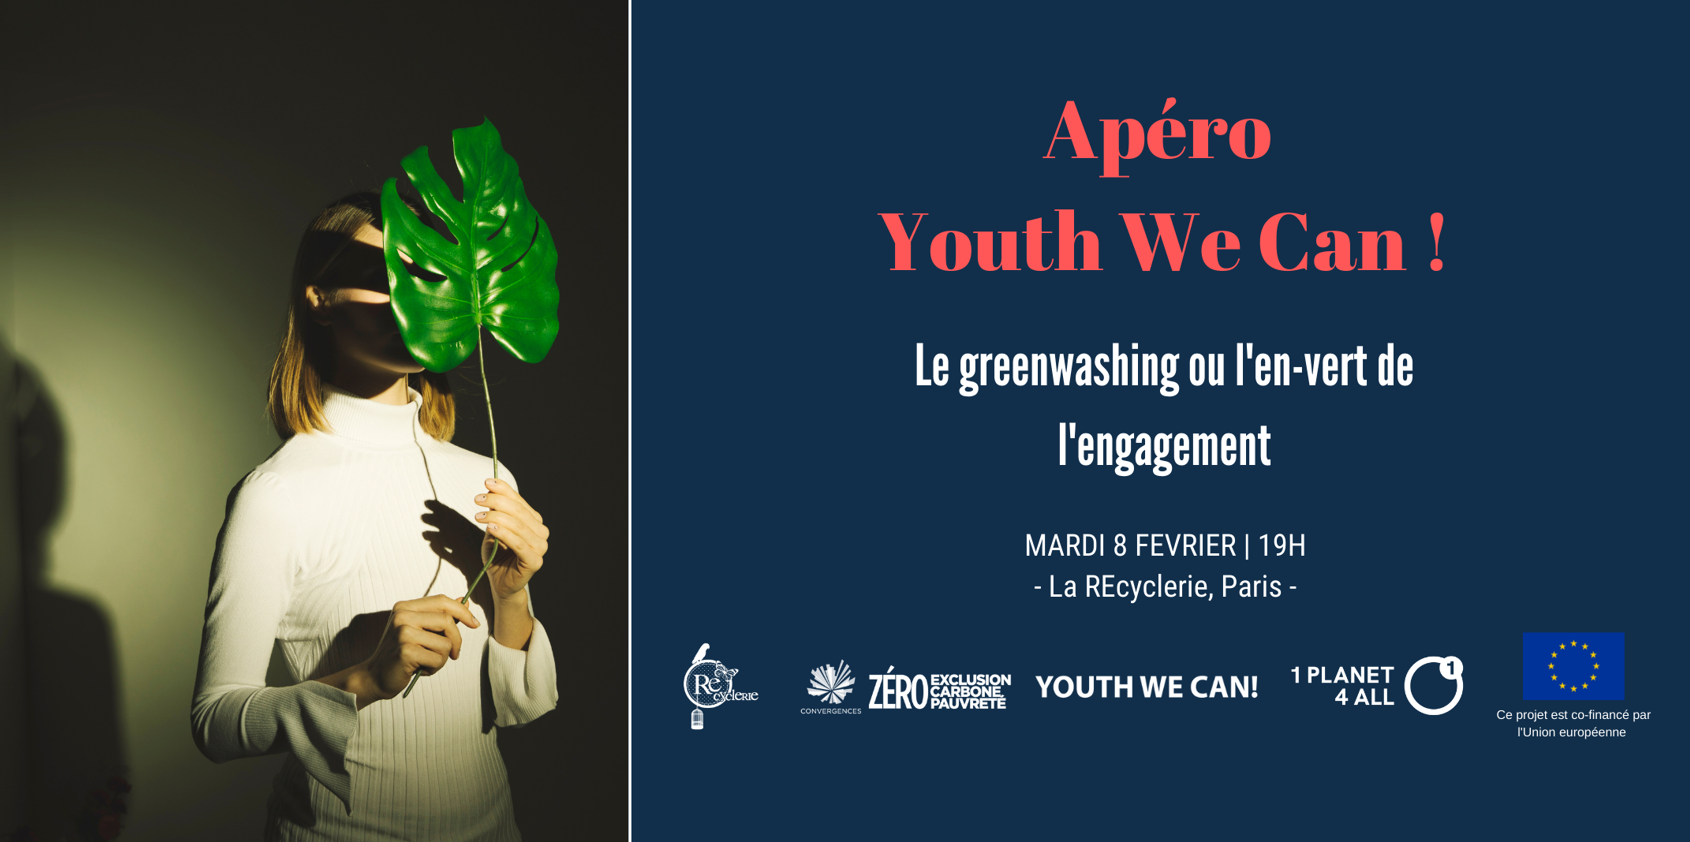 Apéro
Youth We Can !
Le greenwashing ou l'en-vert de
l'engagement
MARDI 8 FEVRIER | 19H
- La REcyclerie, Paris -
REcyclerie
CONVERGENCES
ZÉRO EXCLUSION
CARBONE
PAUVRETÉ
YOUTH WE CAN!
1 PLANET
4 ALL
1
Ce projet est co-financé par
l'Union européenne